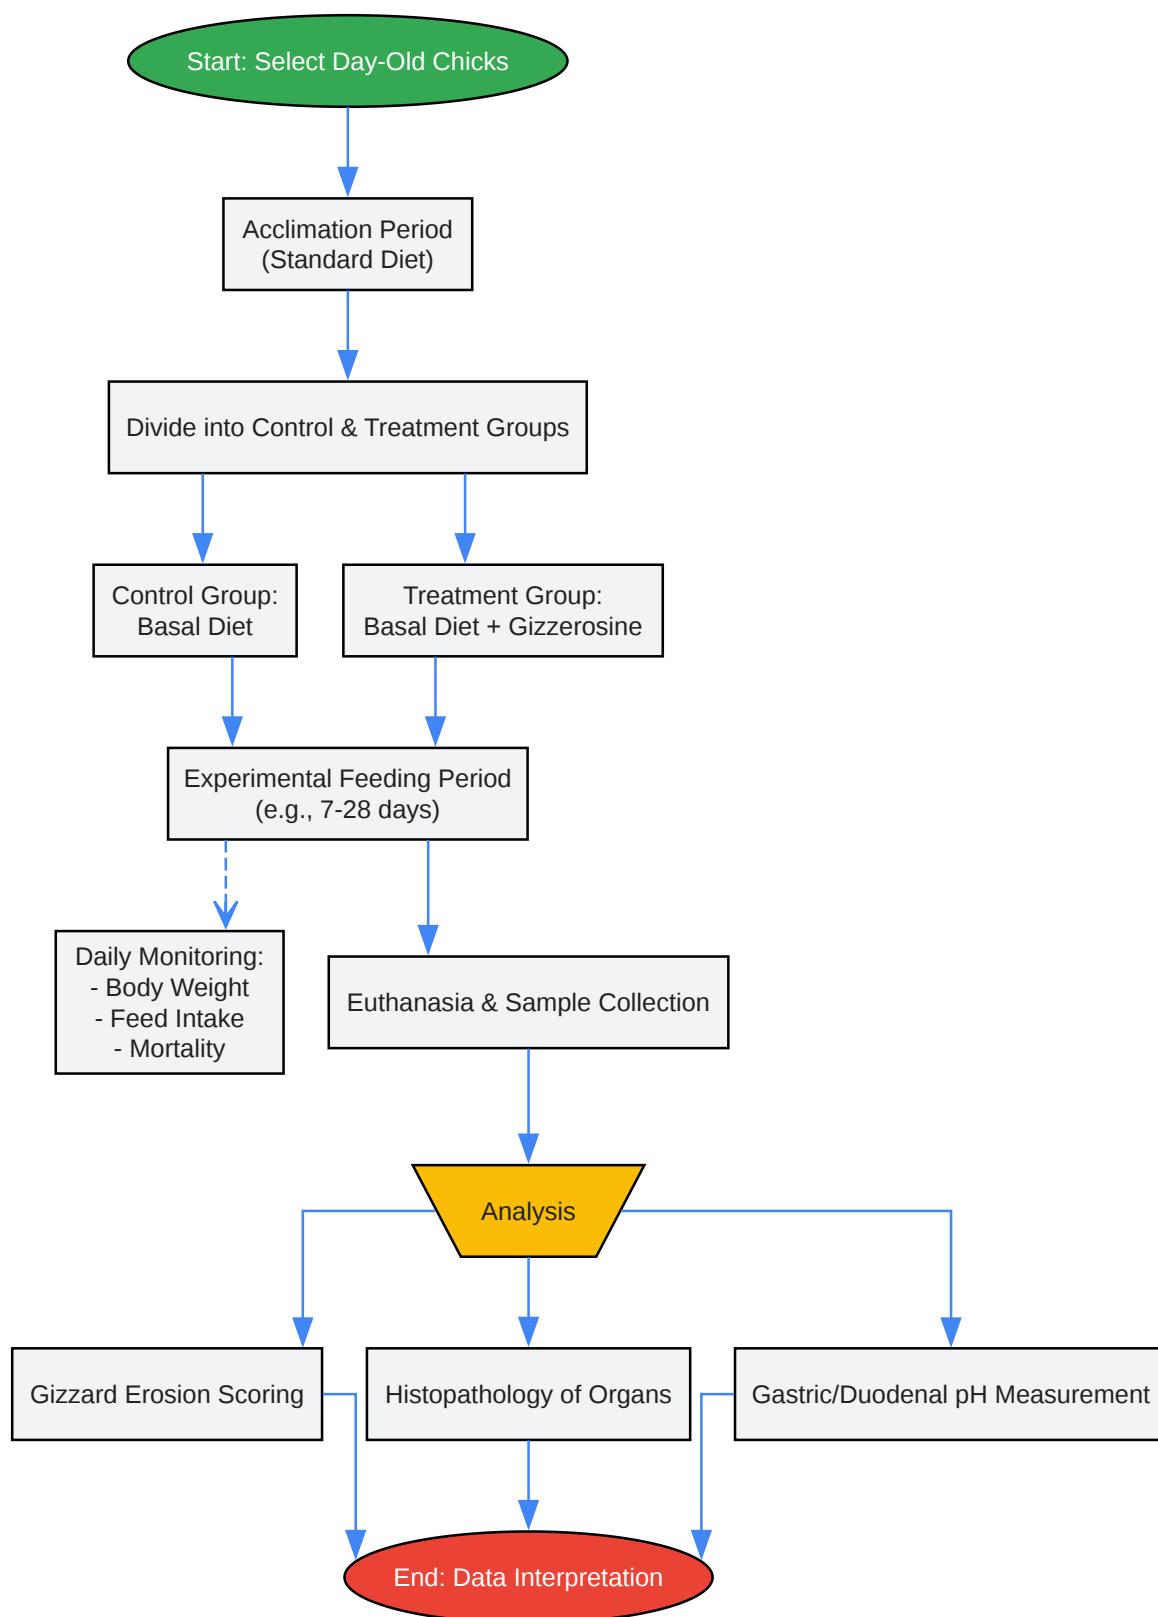 Start: Select Day-Old Chicks
Acclimation Period
(Standard Diet)
Divide into Control & Treatment Groups
Control Group:
Basal Diet
Treatment Group:
Basal Diet + Gizzerosine
Experimental Feeding Period
(e.g., 7-28 days)
Daily Monitoring:
- Body Weight
- Feed Intake
- Mortality
Euthanasia & Sample Collection
Analysis
Gizzard Erosion Scoring
Histopathology of Organs
Gastric/Duodenal pH Measurement
End: Data Interpretation